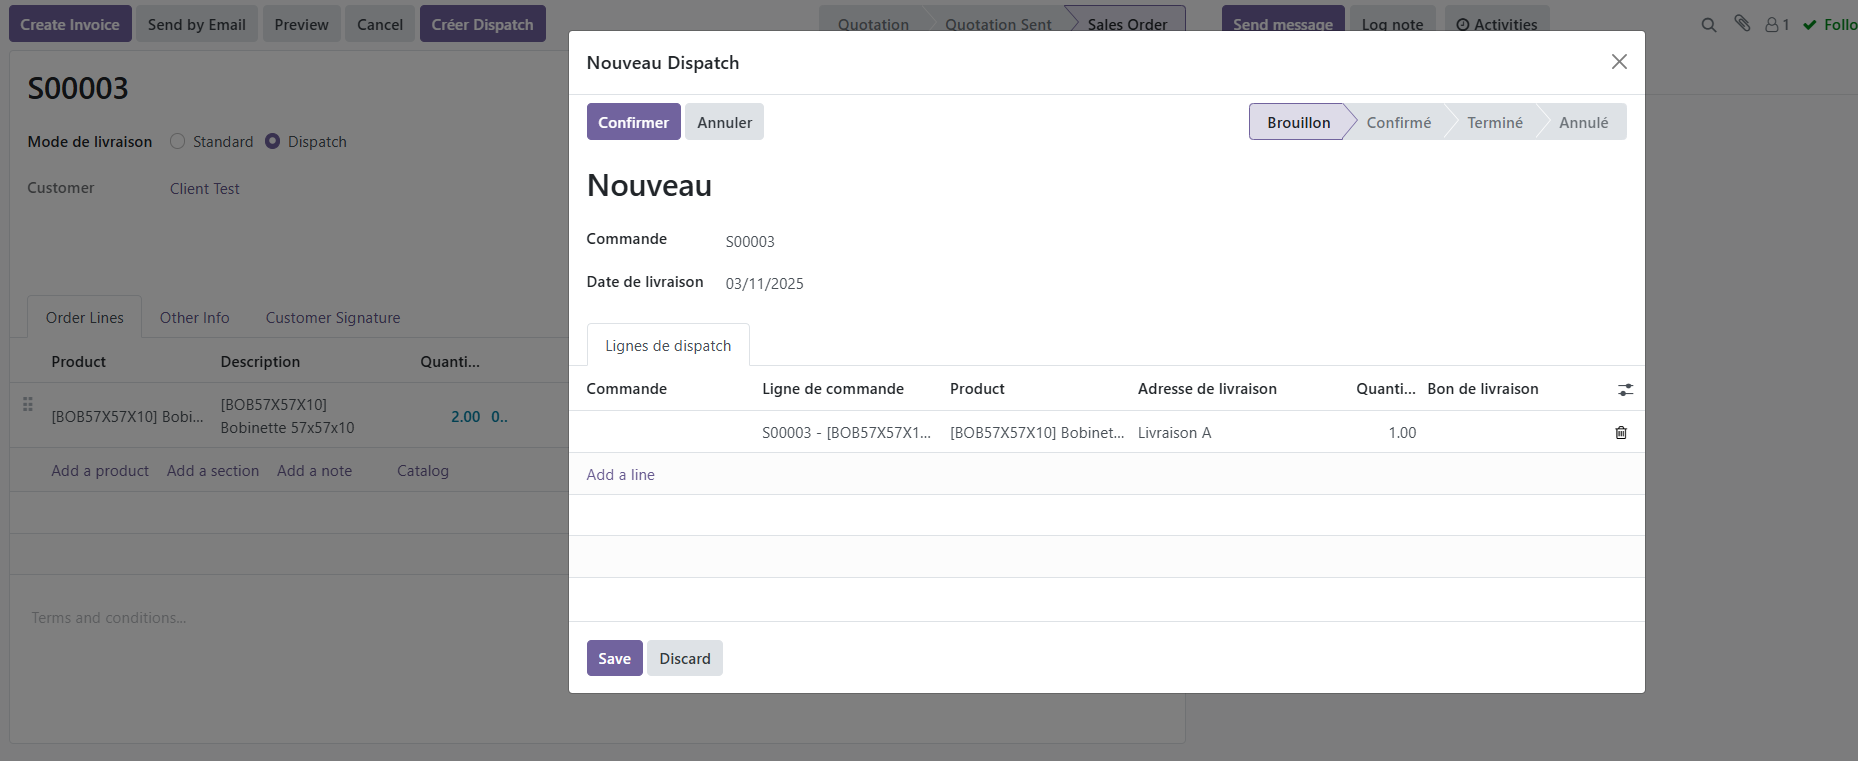 Create Invoice Send by Email Preview Cancel Créer Dispatch Quotation Quotation Sent Sales Order Send message Log note Activities 1 Follo
S00003
Mode de livraison Standard Dispatch
Customer Client Test
Order Lines Other Info Customer Signature
Product Description Quanti...
[BOB57X57X10] Bobi... [BOB57X57X10] 2.00 0..
Bobinette 57x57x10
Add a product Add a section Add a note Catalog
Terms and conditions...
Nouveau Dispatch
Confirmer Annuler Brouillon Confirmé Terminé Annulé
Nouveau
Commande S00003
Date de livraison 03/11/2025
Lignes de dispatch
Commande Ligne de commande Product Adresse de livraison Quanti... Bon de livraison
S00003 - [BOB57X57X1... [BOB57X57X10] Bobinet... Livraison A 1.00
Add a line
Save Discard